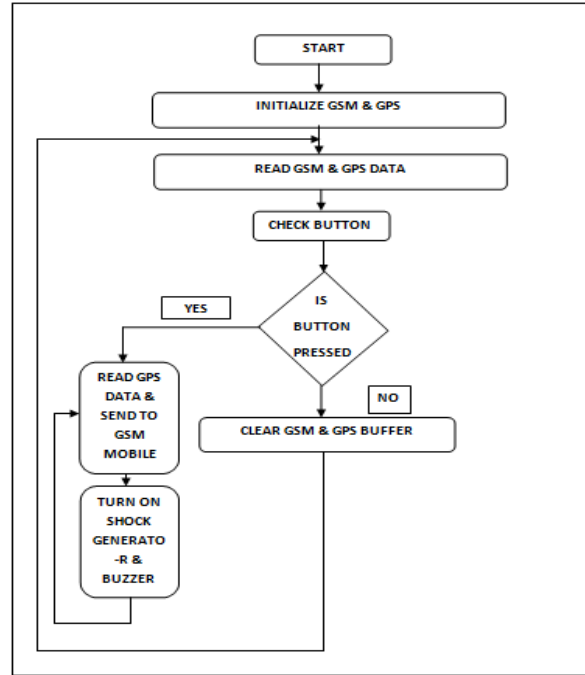 START
INITIALIZE GSM & GPS
READ GSM & GPS DATA
CHECK BUTTON
IS
BUTTON
PRESSED
YES
READ GPS
DATA &
SEND TO
GSM
MOBILE
TURN ON
SHOCK
GENERATO
-R &
BUZZER
NO
CLEAR GSM & GPS BUFFER